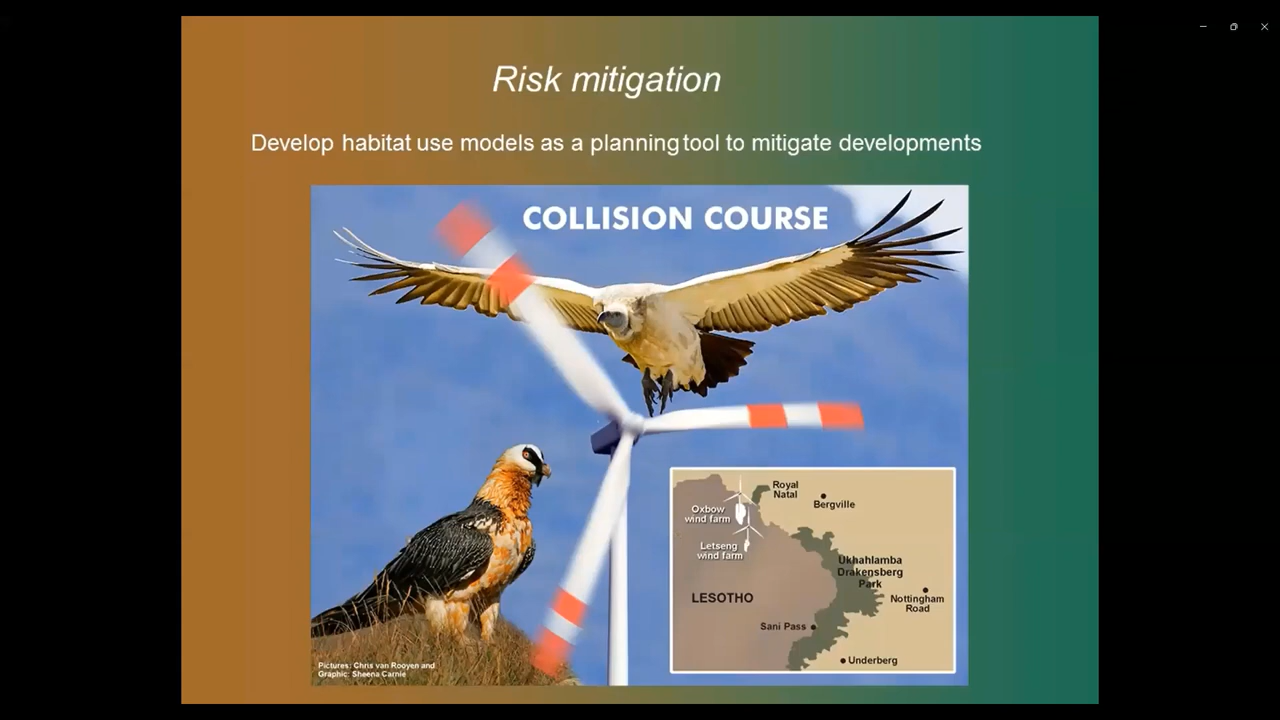 Risk mitigation
Develop habitat use models as a planning tool to mitigate developments
COLLISION COURSE
Royal
Natal
Bergville
Oxbow
wind farm
Letseng
wind farm
Ukhahlamba
Drakensberg
Park
LESOTHO
Nottingham
Road
Sani Pass
Underberg
Pictures: Chris van Rooyen and
Graphic: Sheena Carnie